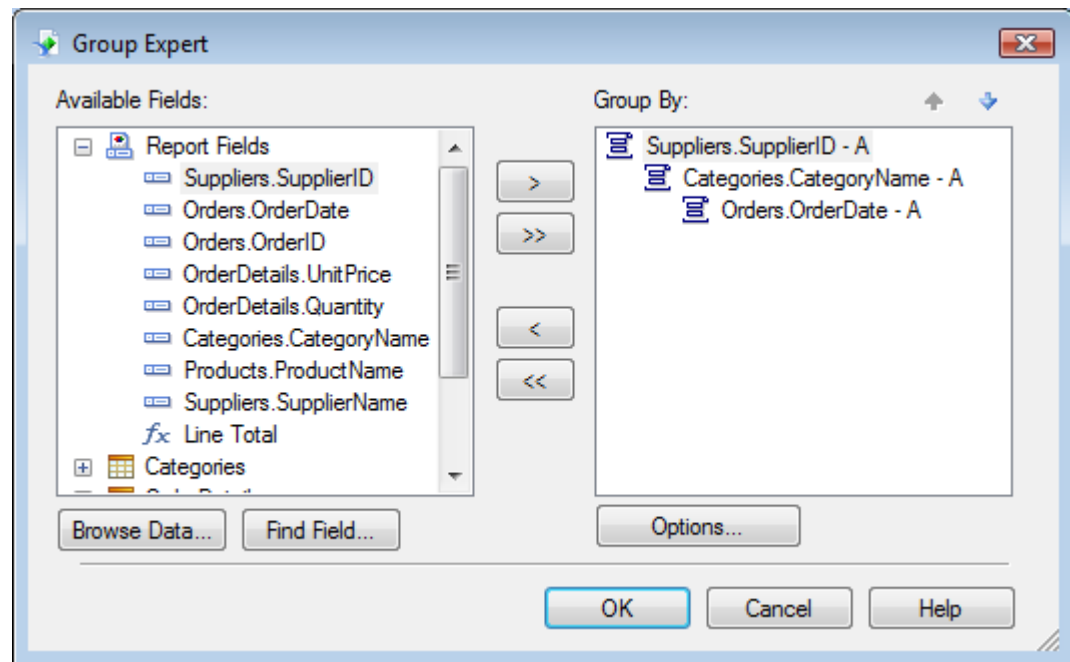 Group Expert
Available Fields:
Report Fields
Suppliers.SupplierID
Orders.OrderDate
Orders.OrderID
OrderDetails.UnitPrice
OrderDetails.Quantity
Categories.CategoryName
Products.ProductName
Suppliers.SupplierName
fx Line Total
Categories
>
>>
<
<<
Group By:
Suppliers.SupplierID - A
Categories.CategoryName - A
Orders.OrderDate - A
Browse Data...
Find Field...
Options...
OK
Cancel
Help